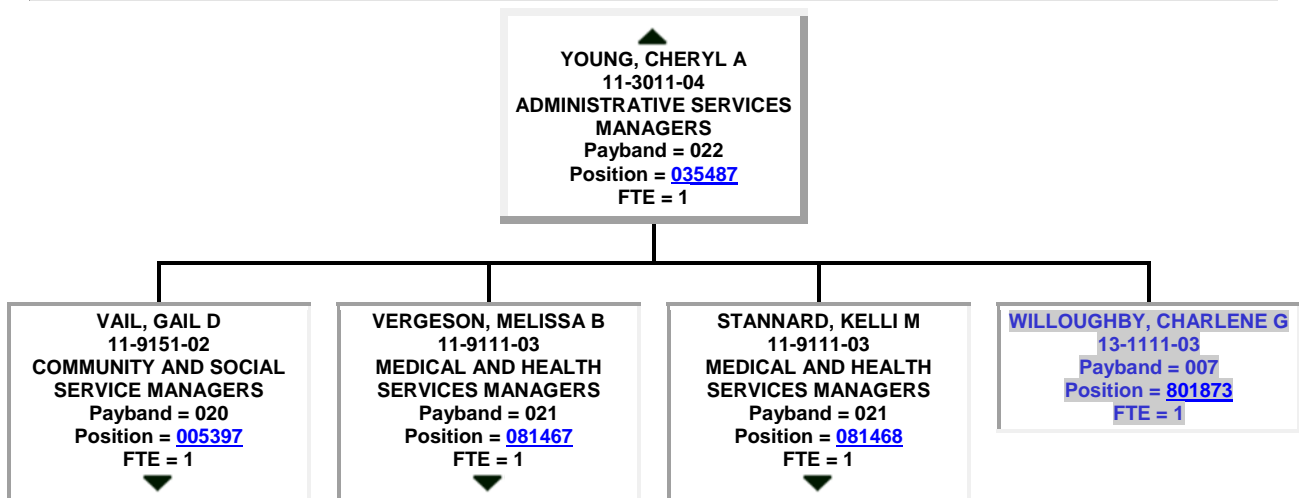 YOUNG, CHERYL A
11-3011-04
ADMINISTRATIVE SERVICES
MANAGERS
Payband = 022
Position = 035487
FTE = 1
VAIL, GAIL D
11-9151-02
COMMUNITY AND SOCIAL
SERVICE MANAGERS
Payband = 020
Position = 005397
FTE = 1
VERGESON, MELISSA B
11-9111-03
MEDICAL AND HEALTH
SERVICES MANAGERS
Payband = 021
Position = 081467
FTE = 1
STANNARD, KELLI M
11-9111-03
MEDICAL AND HEALTH
SERVICES MANAGERS
Payband = 021
Position = 081468
FTE = 1
WILLOUGHBY, CHARLENE G
13-1111-03
Payband = 007
Position = 801873
FTE = 1